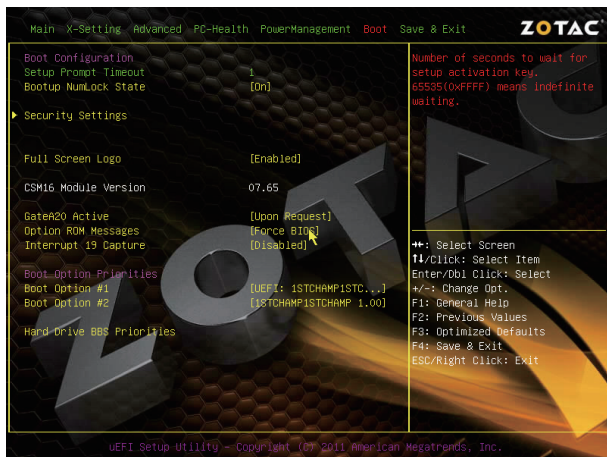 Main X-Setting Advanced PC-Health PowerManagement Boot Save & Exit
ZOTAC
Boot Configuration
Setup Prompt Timeout 1
Bootup NumLock State [On]
Security Settings
Full Screen Logo [Enabled]
CSM16 Module Version 07.65
GateA20 Active [Upon Request]
Option ROM Messages [Force BIOS]
Interrupt 19 Capture [Disabled]
Boot Option Priorities
Boot Option #1 [UEFI: 1STCHAMP1STC...]
Boot Option #2 [1STCHAMP1STCHAMP 1.00]
Hard Drive BBS Priorities
Number of seconds to wait for
setup activation key.
65535(0xFFFF) means indefinite
waiting.
→←: Select Screen
↑↓/Click: Select Item
Enter/Dbl Click: Select
+/-: Change Opt.
F1: General Help
F2: Previous Values
F3: Optimized Defaults
F4: Save & Exit
ESC/Right Click: Exit
ZOTAC
uEFI Setup Utility - Copyright (C) 2011 American Megatrends, Inc.